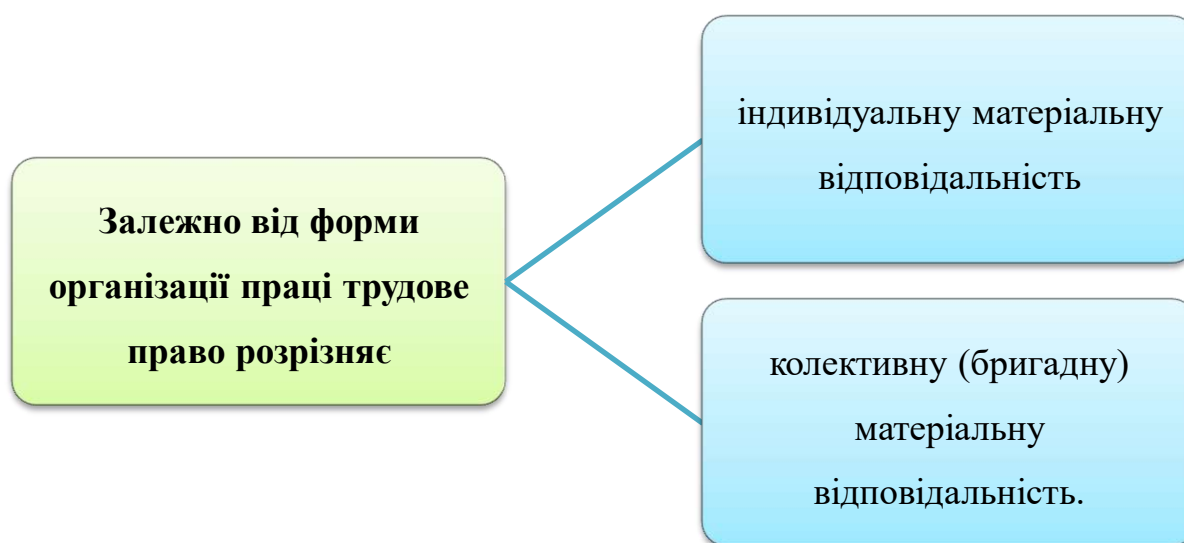 Залежно від форми
організації праці трудове
право розрізняє
індивідуальну матеріальну
відповідальність
колективну (бригадну)
матеріальну
відповідальність.